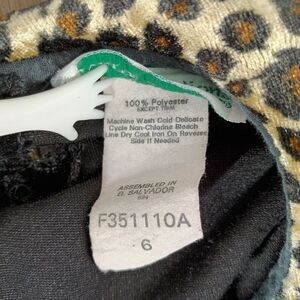 100% Polyester
EXCEPT TRIM
Machine Wash Cold Delicate
Cycle Non-Chlorine Bleach
Line Dry Cool Iron On Reverse
Side If Needed
ASSEMBLED IN
EL SALVADOR
F351110A
6